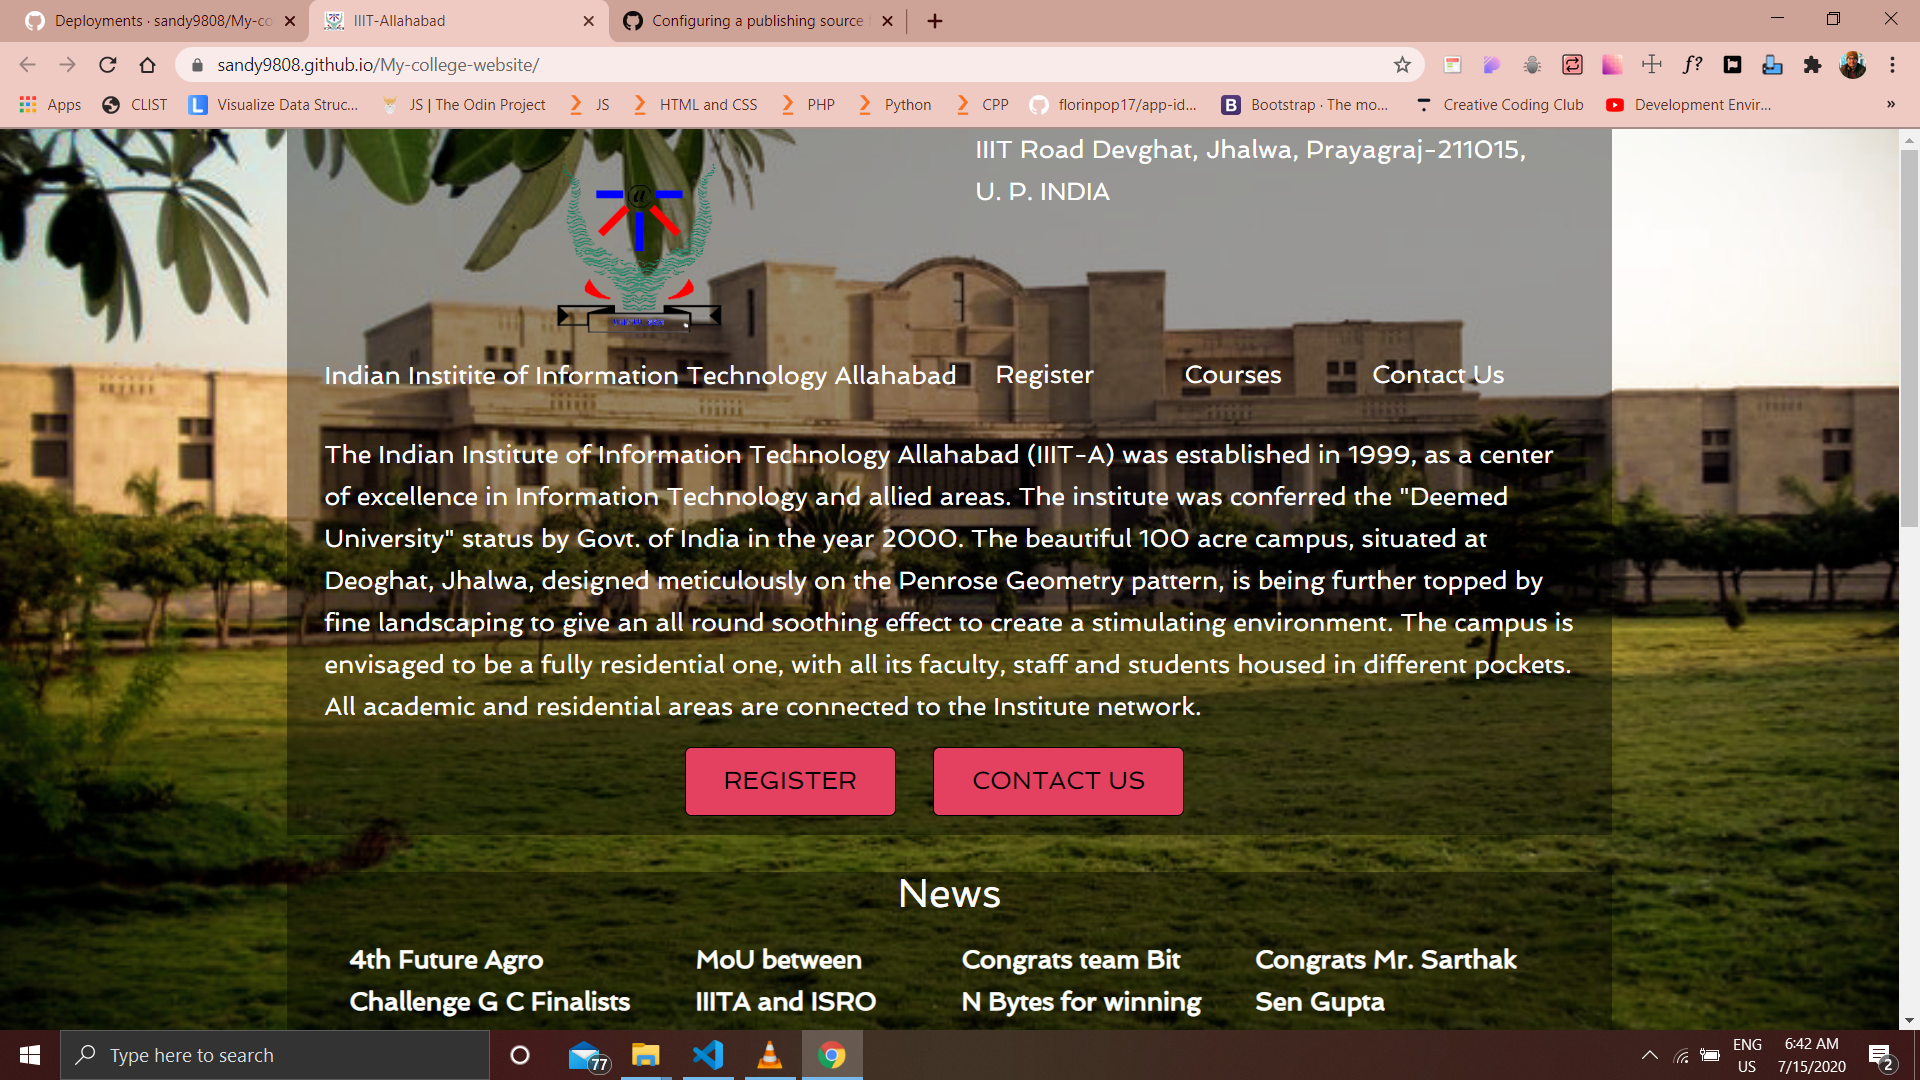 Deployments · sandy9808/My-co
IIIT-Allahabad
Configuring a publishing source
sandy9808.github.io/My-college-website/
Apps
CLIST
Visualize Data Struc...
JS | The Odin Project
JS
HTML and CSS
PHP
Python
CPP
florinpop17/app-id...
Bootstrap · The mo...
Creative Coding Club
Development Envir...
»
IIIT Road Devghat, Jhalwa, Prayagraj-211015,
U. P. INDIA
Indian Institite of Information Technology Allahabad
Register
Courses
Contact Us
The Indian Institute of Information Technology Allahabad (IIIT-A) was established in 1999, as a center
of excellence in Information Technology and allied areas. The institute was conferred the "Deemed
University" status by Govt. of India in the year 2000. The beautiful 100 acre campus, situated at
Deoghat, Jhalwa, designed meticulously on the Penrose Geometry pattern, is being further topped by
fine landscaping to give an all round soothing effect to create a stimulating environment. The campus is
envisaged to be a fully residential one, with all its faculty, staff and students housed in different pockets.
All academic and residential areas are connected to the Institute network.
REGISTER
CONTACT US
News
4th Future Agro
Challenge G C Finalists
MoU between
IIITA and ISRO
Congrats team Bit
N Bytes for winning
Congrats Mr. Sarthak
Sen Gupta
Type here to search
77
ENG
US
6:42 AM
7/15/2020
2